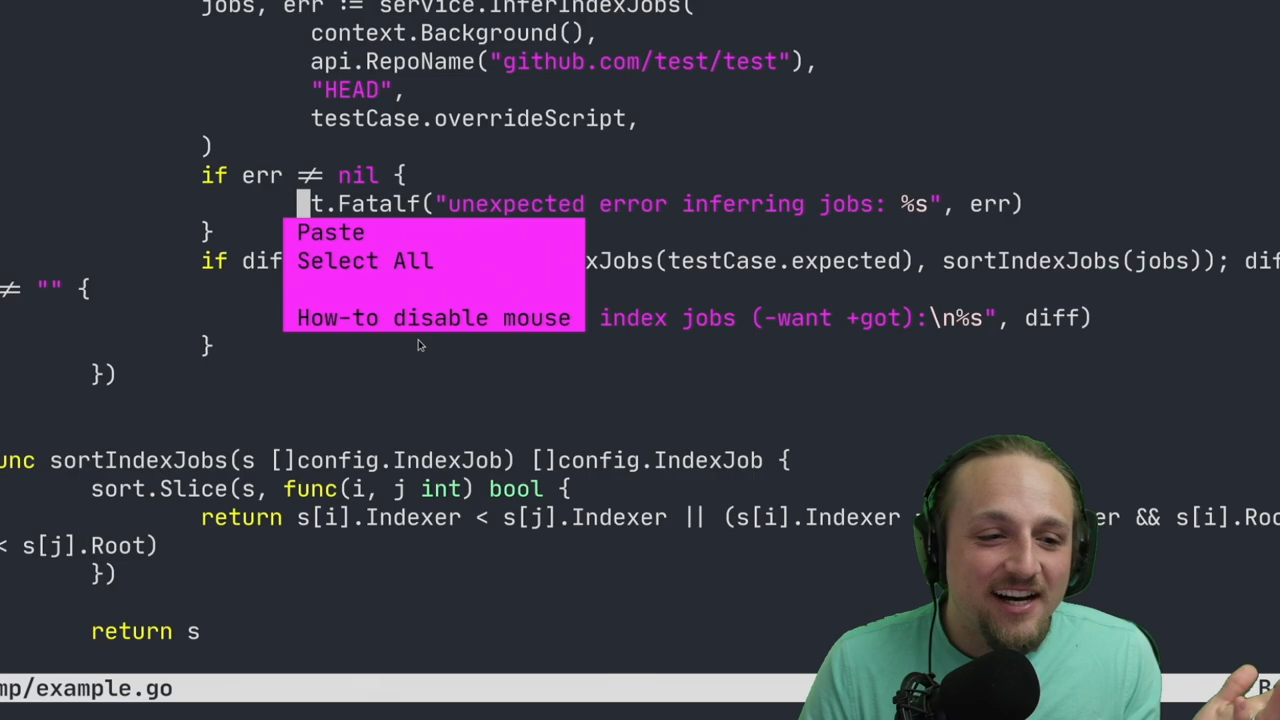 jobs, err := service.InferIndexJobs(
context.Background(),
api.RepoName("github.com/test/test"),
"HEAD",
testCase.overrideScript,
)
if err ≠ nil {
t.Fatalf("unexpected error inferring jobs: %s", err)
}
Paste
if dif
Select All
xJobs(testCase.expected), sortIndexJobs(jobs)); dif
≠ "" {
How-to disable mouse
index jobs (-want +got):\n%s", diff)
}
})
unc sortIndexJobs(s []config.IndexJob) []config.IndexJob {
sort.Slice(s, func(i, j int) bool {
return s[i].Indexer < s[j].Indexer || (s[i].Indexer er && s[i].Ro
< s[j].Root)
})
return s
mp/example.go